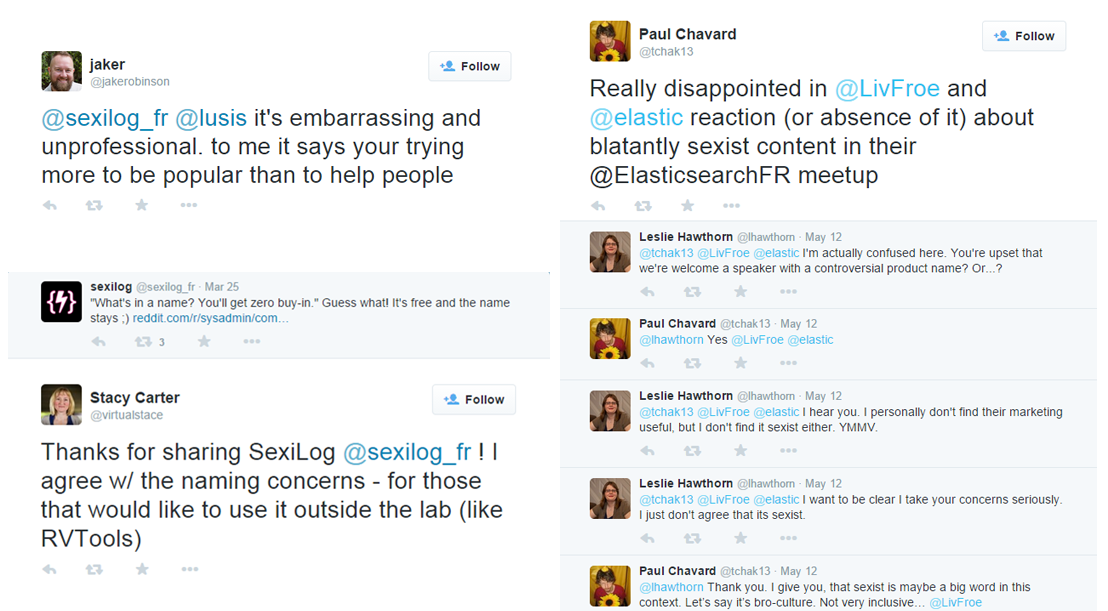 jaker
@jakerobinson
Follow
@sexilog_fr @lusis it's embarrassing and
unprofessional. to me it says your trying
more to be popular than to help people
sexilog @sexilog_fr · Mar 25
"What's in a name? You'll get zero buy-in." Guess what! It's free and the name
stays ;) reddit.com/r/sysadmin/com…
3
Stacy Carter
@virtualstace
Follow
Thanks for sharing SexiLog @sexilog_fr ! I
agree w/ the naming concerns - for those
that would like to use it outside the lab (like
RVTools)
Paul Chavard
@tchak13
Follow
Really disappointed in @LivFroe and
@elastic reaction (or absence of it) about
blatantly sexist content in their
@ElasticsearchFR meetup
Leslie Hawthorn @lhawthorn · May 12
@tchak13 @LivFroe @elastic I'm actually confused here. You're upset that
we're welcome a speaker with a controversial product name? Or...?
Paul Chavard @tchak13 · May 12
@lhawthorn Yes @LivFroe @elastic
Leslie Hawthorn @lhawthorn · May 12
@tchak13 @LivFroe @elastic I hear you. I personally don't find their marketing
useful, but I don't find it sexist either. YMMV.
Leslie Hawthorn @lhawthorn · May 12
@tchak13 @LivFroe @elastic I want to be clear I take your concerns seriously.
I just don't agree that its sexist.
Paul Chavard @tchak13 · May 12
@lhawthorn Thank you. I give you, that sexist is maybe a big word in this
context. Let's say it's bro-culture. Not very inclusive… @LivFroe